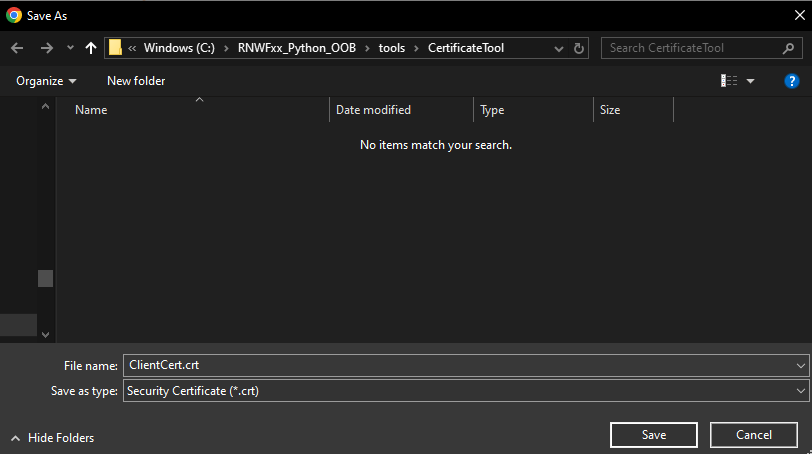 Save As
« Windows (C:) › RNWFxx_Python_OOB › tools › CertificateTool
Search CertificateTool
Organize
New folder
?
Name
Date modified
Type
Size
No items match your search.
File name: ClientCert.crt
Save as type: Security Certificate (*.crt)
Hide Folders
Save
Cancel